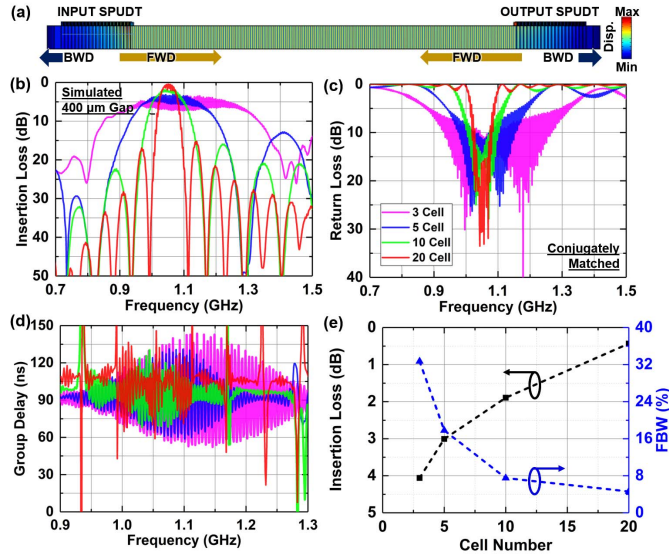 (a)
INPUT SPUDT
OUTPUT SPUDT
Max
Disp.
Min
BWD
FWD
FWD
BWD
(b)
0
10
20
30
40
50
Insertion Loss (dB)
Simulated
400 µm Gap
0.7
0.9
1.1
1.3
1.5
Frequency (GHz)
(c)
0
10
20
30
40
Return Loss (dB)
3 Cell
5 Cell
10 Cell
20 Cell
Conjugately
Matched
0.7
0.9
1.1
1.3
1.5
Frequency (GHz)
(d)
150
120
90
60
30
0
Group Delay (ns)
0.9
1.0
1.1
1.2
1.3
Frequency (GHz)
(e)
0
1
2
3
4
5
Insertion Loss (dB)
40
32
24
16
8
0
FBW (%)
0
5
10
15
20
Cell Number